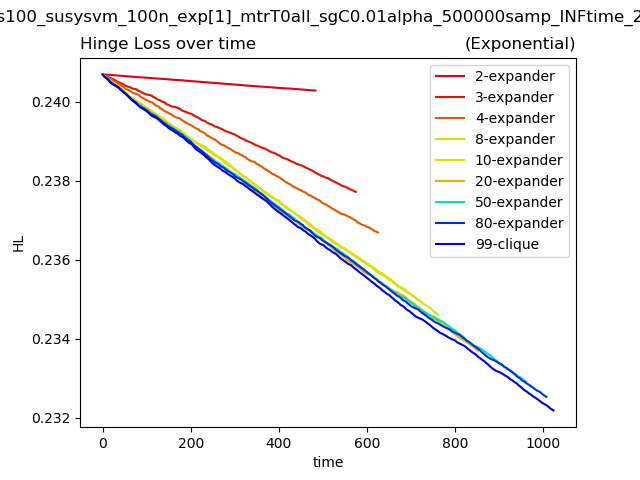 s100_susysvm_100n_exp[1]_mtrT0all_sgC0.01alpha_500000samp_INFtime_2
Hinge Loss over time (Exponential)
2-expander
3-expander
4-expander
8-expander
10-expander
20-expander
50-expander
80-expander
99-clique
0.240
0.238
0.236
0.234
0.232
HL
0 200 400 600 800 1000
time